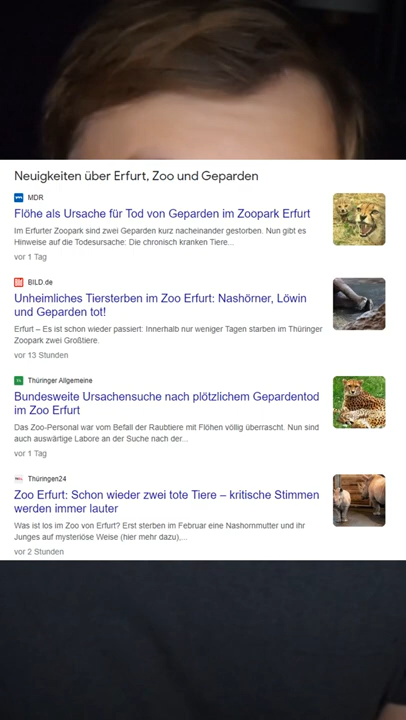 Neuigkeiten über Erfurt, Zoo und Geparden
MDR
Flöhe als Ursache für Tod von Geparden im Zoopark Erfurt
Im Erfurter Zoopark sind zwei Geparden kurz nacheinander gestorben. Nun gibt es
Hinweise auf die Todesursache: Die chronisch kranken Tiere...
vor 1 Tag
BILD.de
Unheimliches Tiersterben im Zoo Erfurt: Nashörner, Löwin
und Geparden tot!
Erfurt – Es ist schon wieder passiert: Innerhalb nur weniger Tagen starben im Thüringer
Zoopark zwei Großtiere.
vor 13 Stunden
Thüringer Allgemeine
Bundesweite Ursachensuche nach plötzlichem Gepardentod
im Zoo Erfurt
Das Zoo-Personal war vom Befall der Raubtiere mit Flöhen völlig überrascht. Nun sind
auch auswärtige Labore an der Suche nach der...
vor 1 Tag
Thüringen24
Zoo Erfurt: Schon wieder zwei tote Tiere – kritische Stimmen
werden immer lauter
Was ist los im Zoo von Erfurt? Erst sterben im Februar eine Nashornmutter und ihr
Junges auf mysteriöse Weise (hier mehr dazu),...
vor 2 Stunden